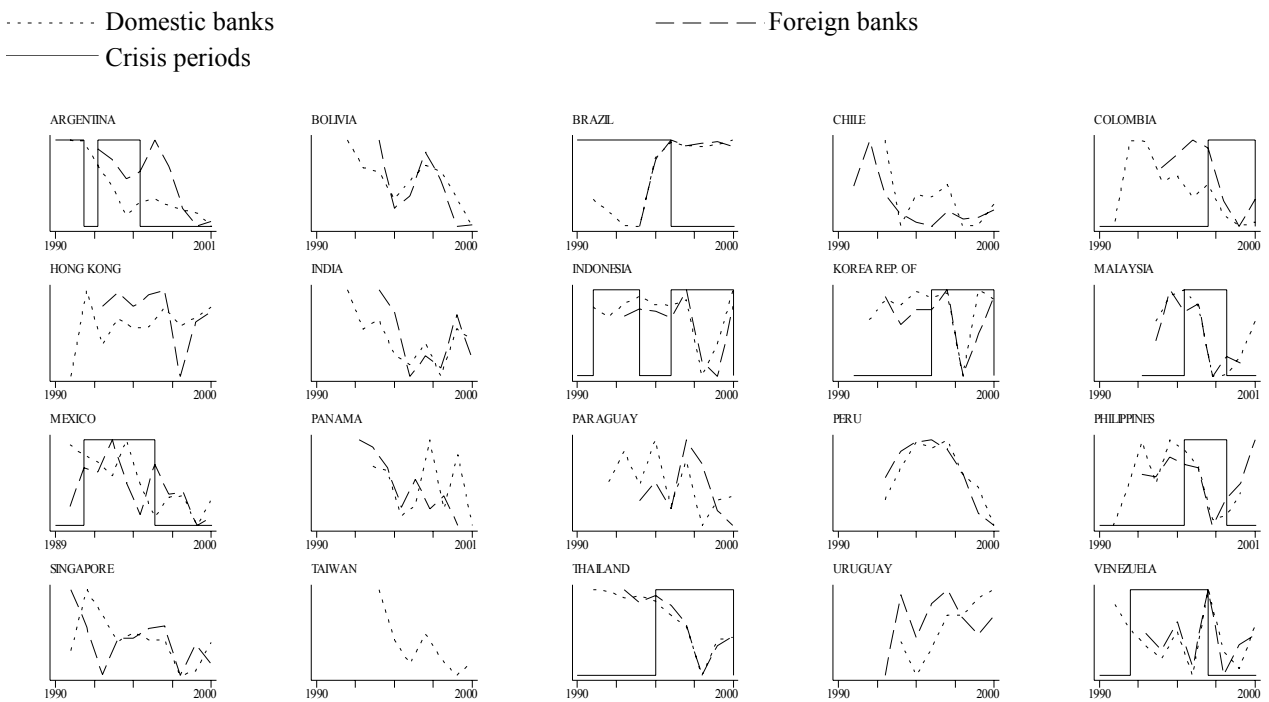 Domestic banks Foreign banks
Crisis periods
ARGENTINA BOLIVIA BRAZIL CHILE COLOMBIA
1990 2001 1990 2000 1990 2000 1990 2000 1990 2000
HONG KONG INDIA INDONESIA KOREA REP. OF MALAYSIA
1990 2000 1990 2000 1990 2000 1990 2000 1990 2001
MEXICO PANAMA PARAGUAY PERU PHILIPPINES
1989 2000 1990 2001 1990 2000 1990 2000 1990 2001
SINGAPORE TAIWAN THAILAND URUGUAY VENEZUELA
1990 2000 1990 2000 1990 2000 1990 2000 1990 2000